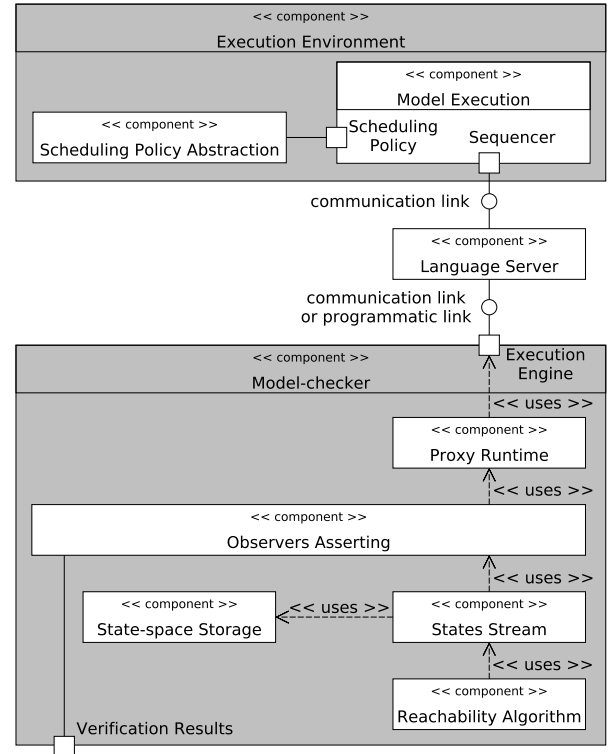 << component >>
Execution Environment
<< component >>
Model Execution
<< component >>
Scheduling Policy Abstraction
Scheduling
Policy
Sequencer
communication link
<< component >>
Language Server
communication link
or programmatic link
<< component >>
Model-checker
Execution
Engine
<< uses >>
<< component >>
Proxy Runtime
<< uses >>
<< component >>
Observers Asserting
<< uses >>
<< component >>
State-space Storage
<< uses >>
<< component >>
States Stream
<< uses >>
<< component >>
Reachability Algorithm
Verification Results